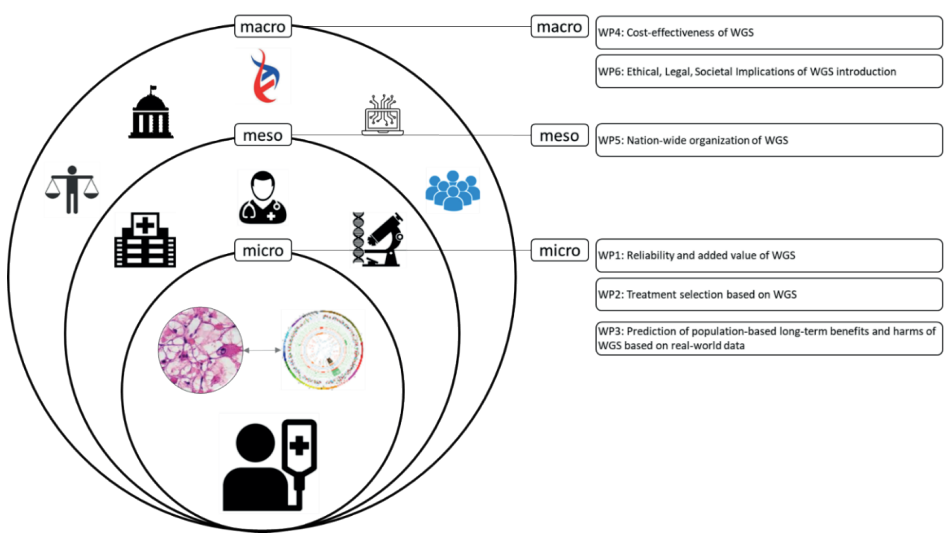 macro
macro
WP4: Cost-effectiveness of WGS
WP6: Ethical, Legal, Societal Implications of WGS introduction
meso
meso
WP5: Nation-wide organization of WGS
micro
micro
WP1: Reliability and added value of WGS
WP2: Treatment selection based on WGS
WP3: Prediction of population-based long-term benefits and harms of
WGS based on real-world data